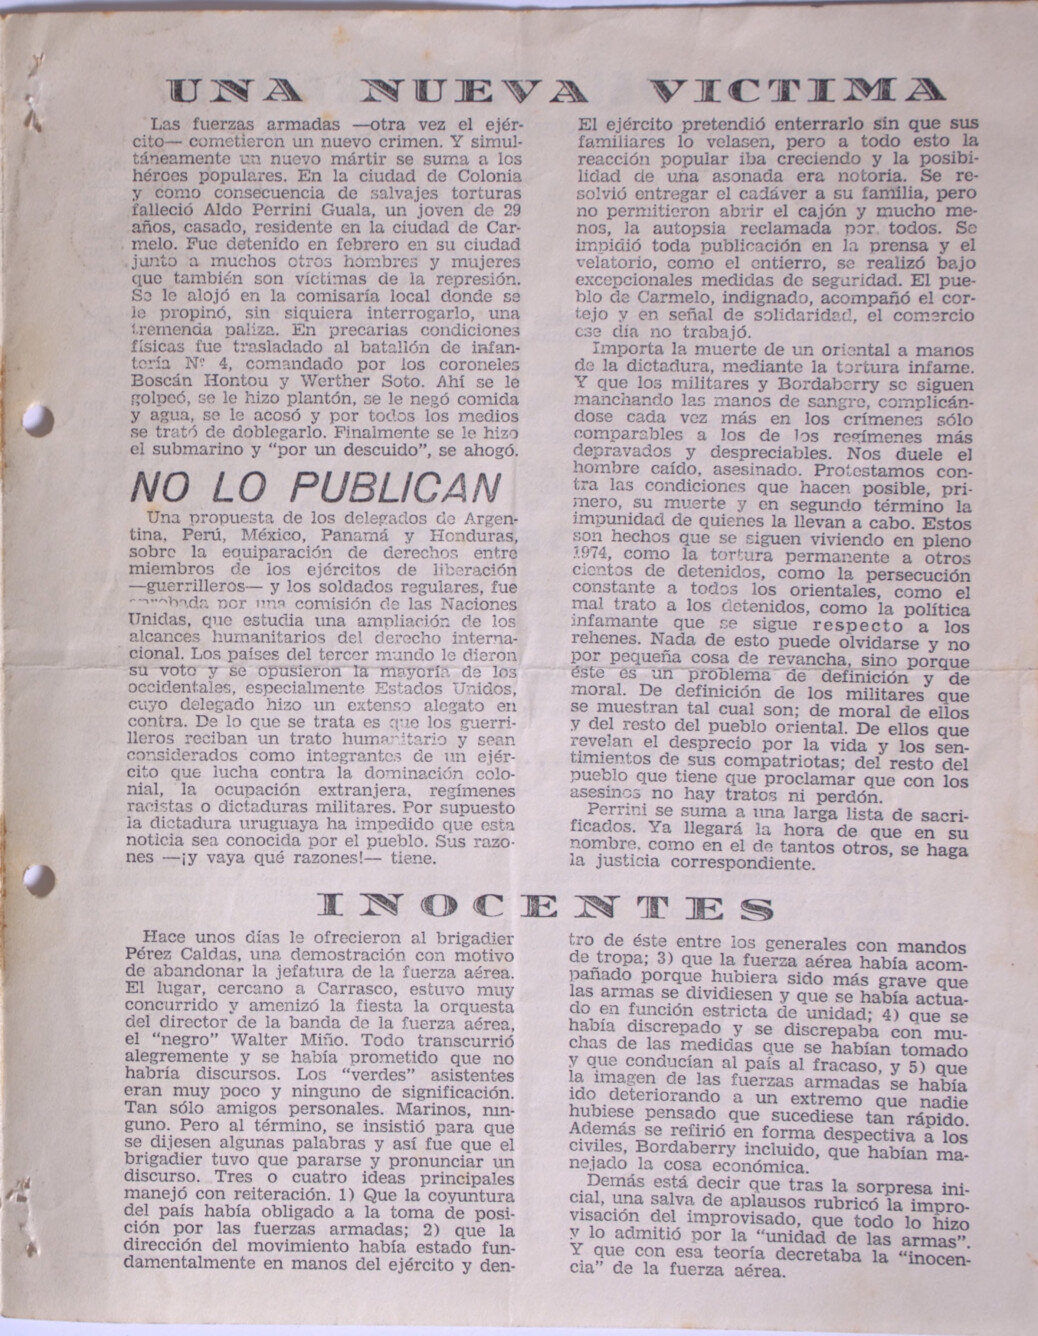 UNA NUEVA VICTIMA
Las fuerzas armadas —otra vez el ejér-
cito— cometieron un nuevo crimen. Y simul-
táneamente un nuevo mártir se suma a los
héroes populares. En la ciudad de Colonia
y como consecuencia de salvajes torturas
falleció Aldo Perrini Guala, un joven de 29
años, casado, residente en la ciudad de Car-
melo. Fue detenido en febrero en su ciudad
junto a muchos otros hombres y mujeres
que también son víctimas de la represión.
Se le alojó en la comisaría local donde se
le propinó, sin siquiera interrogarlo, una
tremenda paliza. En precarias condiciones
físicas fue trasladado al batallón de infan-
tería Nº 4, comandado por los coroneles
Boscán Hontou y Werther Soto. Ahí se le
golpeó, se le hizo plantón, se le negó comida
y agua, se le acosó y por todos los medios
se trató de doblegarlo. Finalmente se le hizo
el submarino y "por un descuido", se ahogó.
El ejército pretendió enterrarlo sin que sus
familiares lo velasen, pero a todo esto la
reacción popular iba creciendo y la posibi-
lidad de una asonada era notoria. Se re-
solvió entregar el cadáver a su familia, pero
no permitieron abrir el cajón y mucho me-
nos, la autopsia reclamada por todos. Se
impidió toda publicación en la prensa y el
velatorio, como el entierro, se realizó bajo
excepcionales medidas de seguridad. El pue-
blo de Carmelo, indignado, acompañó el cor-
tejo y en señal de solidaridad, el comercio
ese día no trabajó.
Importa la muerte de un oriental a manos
de la dictadura, mediante la tortura infame.
Y que los militares y Bordaberry se siguen
manchando las manos de sangre, complicán-
dose cada vez más en los crímenes sólo
comparables a los de los regímenes más
depravados y despreciables. Nos duele el
hombre caído, asesinado. Protestamos con-
tra las condiciones que hacen posible, pri-
mero, su muerte y en segundo término la
impunidad de quienes la llevan a cabo. Estos
son hechos que se siguen viviendo en pleno
1974, como la tortura permanente a otros
cientos de detenidos, como la persecución
constante a todos los orientales, como el
mal trato a los detenidos, como la política
infamante que se sigue respecto a los
rehenes. Nada de esto puede olvidarse y no
por pequeña cosa de revancha, sino porque
éste es un problema de definición y de
moral. De definición de los militares que
se muestran tal cual son; de moral de ellos
y del resto del pueblo oriental. De ellos que
revelan el desprecio por la vida y los sen-
timientos de sus compatriotas; del resto del
pueblo que tiene que proclamar que con los
asesinos no hay tratos ni perdón.
Perrini se suma a una larga lista de sacri-
ficados. Ya llegará la hora de que en su
nombre, como en el de tantos otros, se haga
la justicia correspondiente.
NO LO PUBLICAN
Una propuesta de los delegados de Argen-
tina, Perú, México, Panamá y Honduras,
sobre la equiparación de derechos entre
miembros de los ejércitos de liberación
—guerrilleros— y los soldados regulares, fue
por una comisión de las Naciones
Unidas, que estudia una ampliación de los
alcances humanitarios del derecho interna-
cional. Los países del tercer mundo le dieron
su voto y se opusieron la mayoría de los
occidentales, especialmente Estados Unidos,
cuyo delegado hizo un extenso alegato en
contra. De lo que se trata es que los guerri-
lleros reciban un trato humanitario y sean
considerados como integrantes de un ejér-
cito que lucha contra la dominación colo-
nial, la ocupación extranjera, regímenes
racistas o dictaduras militares. Por supuesto
la dictadura uruguaya ha impedido que esta
noticia sea conocida por el pueblo. Sus razo-
nes —¡y vaya qué razones!— tiene.
INOCENTES
Hace unos días le ofrecieron al brigadier
Pérez Caldas, una demostración con motivo
de abandonar la jefatura de la fuerza aérea.
El lugar, cercano a Carrasco, estuvo muy
concurrido y amenizó la fiesta la orquesta
del director de la banda de la fuerza aérea,
el "negro" Walter Miño. Todo transcurrió
alegremente y se había prometido que no
habría discursos. Los "verdes" asistentes
eran muy poco y ninguno de significación.
Tan sólo amigos personales. Marinos, nin-
guno. Pero al término, se insistió para que
se dijesen algunas palabras y así fue que el
brigadier tuvo que pararse y pronunciar un
discurso. Tres o cuatro ideas principales
manejó con reiteración. 1) Que la coyuntura
del país había obligado a la toma de posi-
ción por las fuerzas armadas; 2) que la
dirección del movimiento había estado fun-
damentalmente en manos del ejército y den-
tro de éste entre los generales con mandos
de tropa; 3) que la fuerza aérea había acom-
pañado porque hubiera sido más grave que
las armas se dividiesen y que se había actua-
do en función estricta de unidad; 4) que se
había discrepado y se discrepaba con mu-
chas de las medidas que se habían tomado
y que conducían al país al fracaso, y 5) que
la imagen de las fuerzas armadas se había
ido deteriorando a un extremo que nadie
hubiese pensado que sucediese tan rápido.
Además se refirió en forma despectiva a los
civiles, Bordaberry incluido, que habían ma-
nejado la cosa económica.
Demás está decir que tras la sorpresa ini-
cial, una salva de aplausos rubricó la impro-
visación del improvisado, que todo lo hizo
y lo admitió por la "unidad de las armas".
Y que con esa teoría decretaba la "inocen-
cia" de la fuerza aérea.